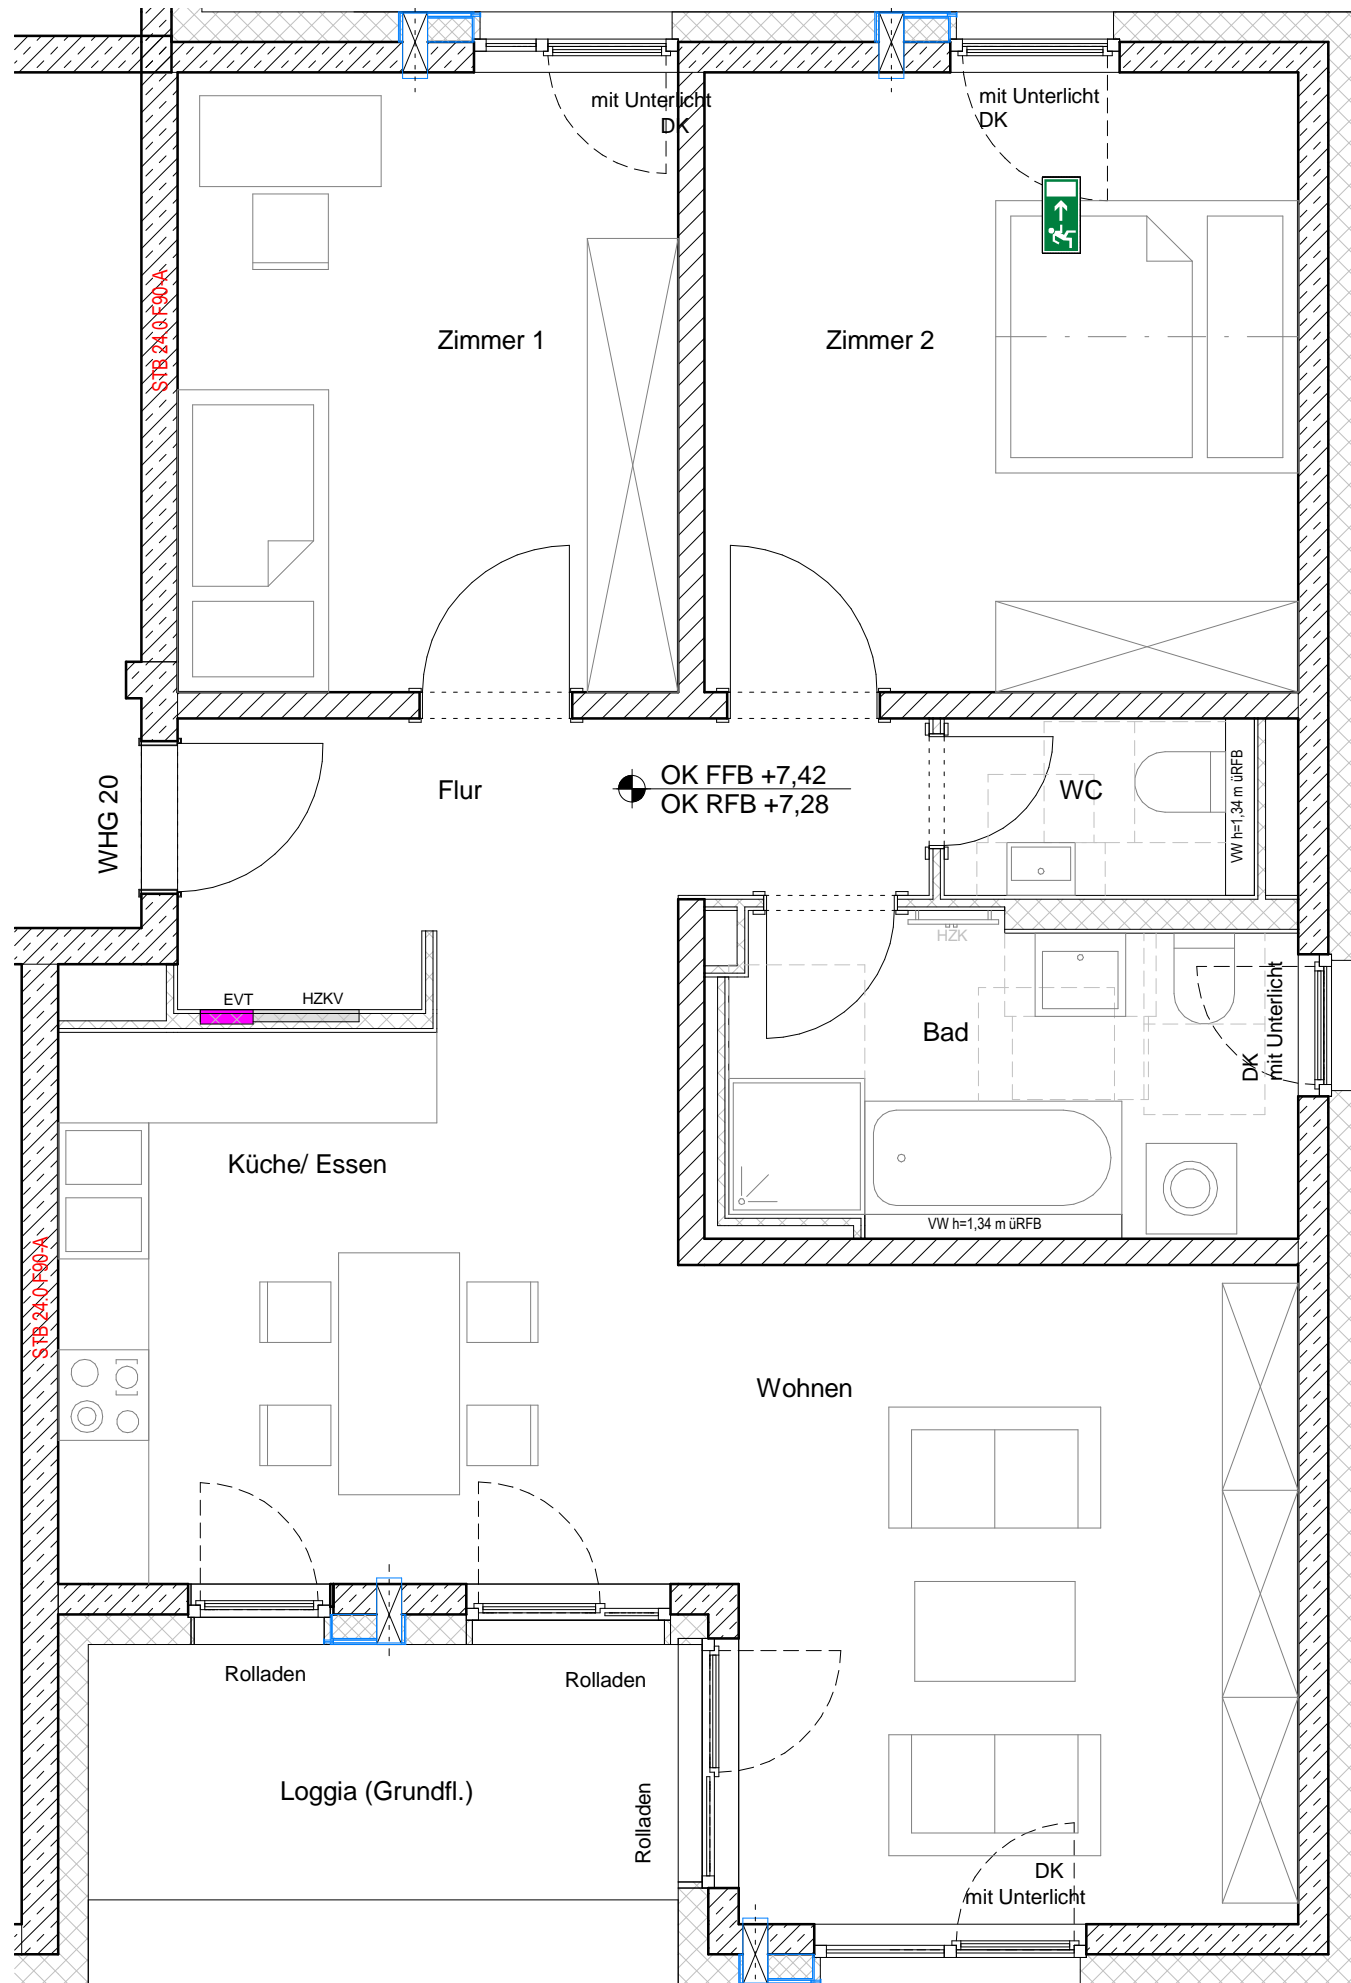 mit Unterlicht
DK
mit Unterlicht
DK
STB 24.0 F90-A
Zimmer 1
Zimmer 2
WHG 20
Flur
OK FFB +7,42
OK RFB +7,28
WC
VW h=1,34 m üRFB
HZK
EVT
HZKV
Bad
DK
mit Unterlicht
Küche/ Essen
VW h=1,34 m üRFB
STB 24.0 F90-A
Wohnen
Rolladen
Rolladen
Loggia (Grundfl.)
Rolladen
DK
mit Unterlicht